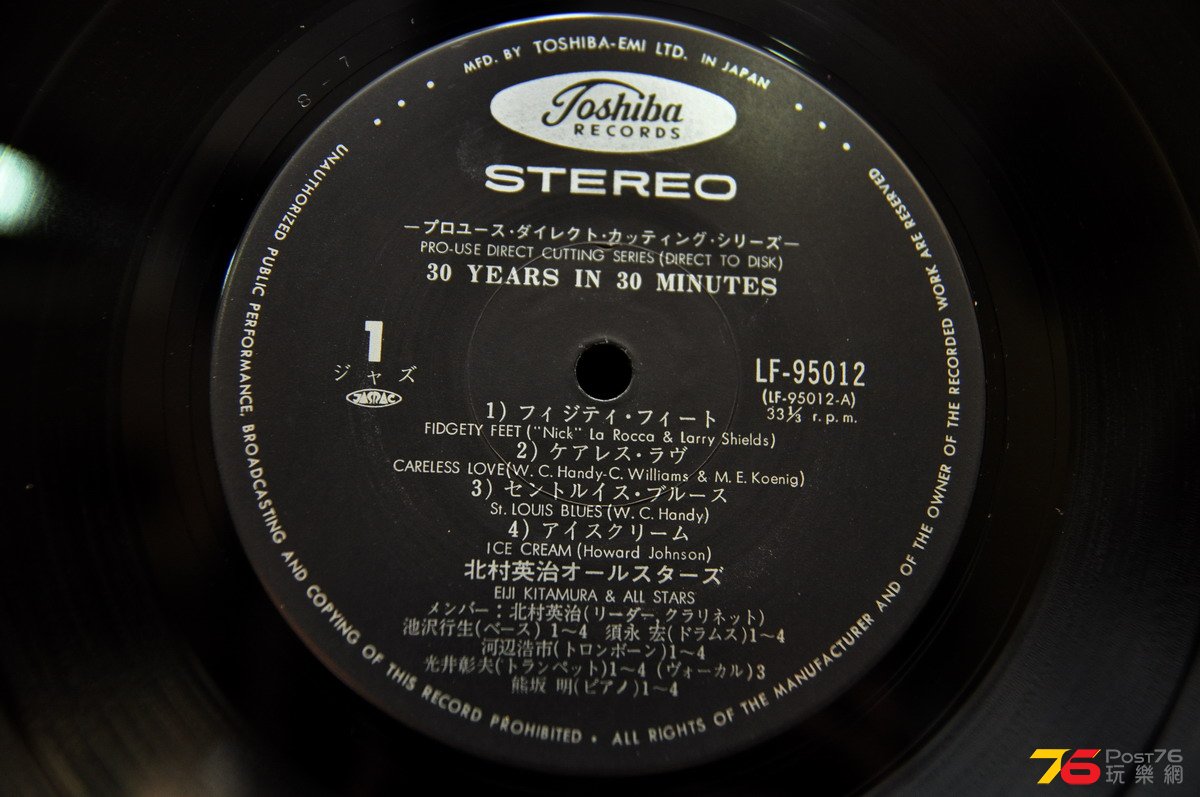 MFD. BY TOSHIBA-EMI LTD. IN JAPAN
Toshiba
RECORDS
STEREO
8-7
—プロユース・ダイレクト・カッティング・シリーズ—
PRO-USE DIRECT CUTTING SERIES (DIRECT TO DISK)
30 YEARS IN 30 MINUTES
1
ジャズ
JASRAC
LF-95012
(LF-95012-A)
33⅓ r.p.m.
1) フィジティ・フィート
FIDGETY FEET ("Nick" La Rocca & Larry Shields)
2) ケアレス・ラヴ
CARELESS LOVE(W. C. Handy-C. Williams & M. E. Koenig)
3) セントルイス・ブルース
St. LOUIS BLUES (W. C. Handy)
4) アイスクリーム
ICE CREAM (Howard Johnson)
北村英治オールスターズ
EIJI KITAMURA & ALL STARS
メンバー：北村英治(リーダー,クラリネット)
池沢行生(ベース) 1〜4 須永 宏(ドラムス)1〜4
河辺浩市(トロンボーン)1〜4
光井彰夫(トランペット)1〜4 (ヴォーカル)3
熊坂 明(ピアノ)1〜4
UNAUTHORIZED PUBLIC PERFORMANCE, BROADCASTING AND COPYING OF THIS RECORD PROHIBITED • ALL RIGHTS OF THE MANUFACTURER AND OF THE OWNER OF THE RECORDED WORK ARE RESERVED
76 Post76
玩樂網